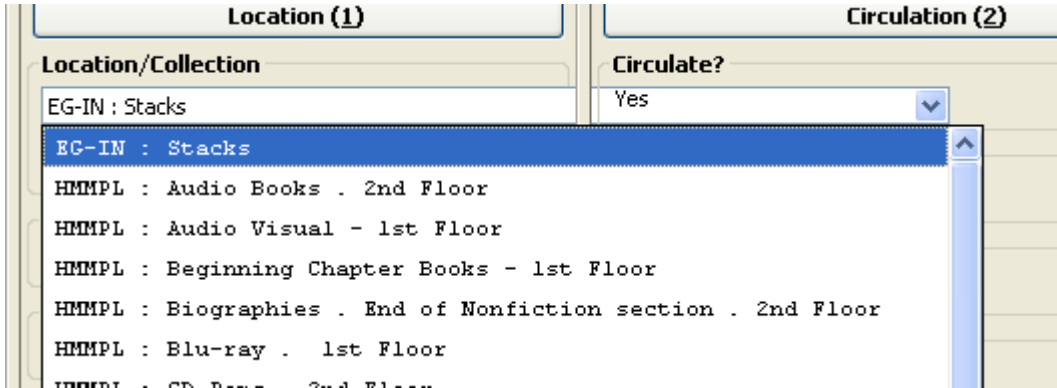 Location (1)
Circulation (2)
Location/Collection
Circulate?
EG-IN : Stacks
Yes
EG-IN : Stacks
HMMPL : Audio Books . 2nd Floor
HMMPL : Audio Visual - 1st Floor
HMMPL : Beginning Chapter Books - 1st Floor
HMMPL : Biographies . End of Nonfiction section . 2nd Floor
HMMPL : Blu-ray .  1st Floor